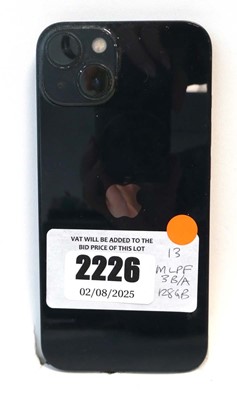 VAT WILL BE ADDED TO THE
BID PRICE OF THIS LOT
2226
02/08/2025
13
MLPF
3B/A
128GB